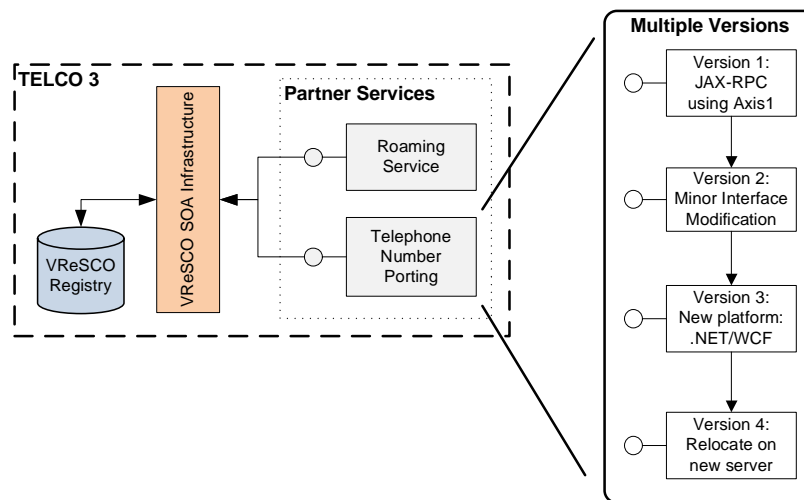 TELCO 3
VReSCO SOA Infrastructure
VReSCO
Registry
Partner Services
Roaming
Service
Telephone
Number
Porting
Multiple Versions
Version 1:
JAX-RPC
using Axis1
Version 2:
Minor Interface
Modification
Version 3:
New platform:
.NET/WCF
Version 4:
Relocate on
new server